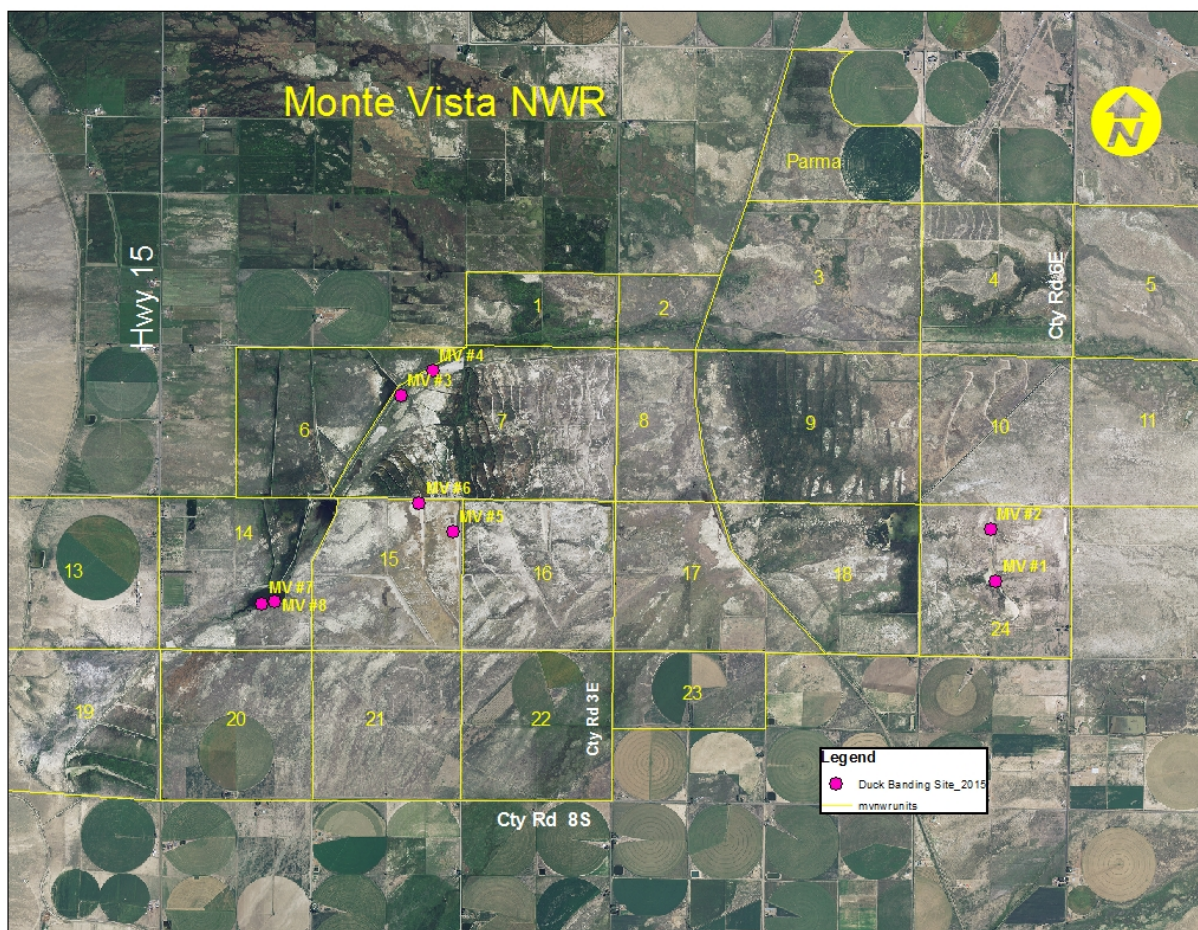 Monte Vista NWR
N
Parma
Hwy 15
Cty Rd 6E
1
2
3
4
5
MV #4
MV #3
6
7
8
9
10
11
MV #6
MV #5
MV #2
13
14
15
16
17
18
MV #1
24
MV #7
MV #8
19
20
21
22
23
Cty Rd 3E
Cty Rd 8S
Legend
Duck Banding Site_2015
mvnwrunits